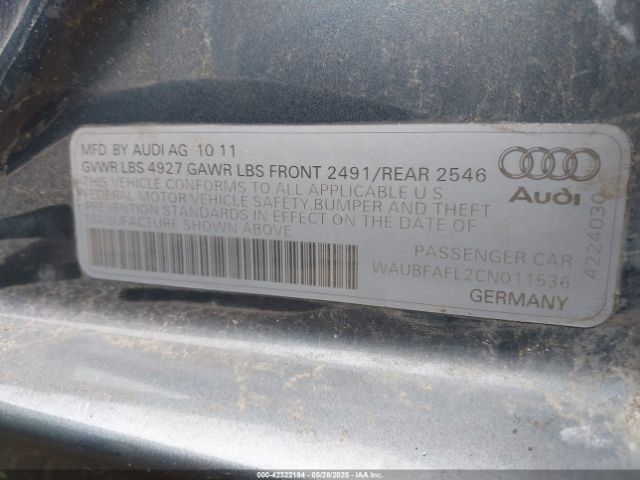 MFD BY AUDI AG 10 11
GVWR LBS 4927 GAWR LBS FRONT 2491/REAR 2546
THIS VEHICLE CONFORMS TO ALL APPLICABLE U S
FEDERAL MOTOR VEHICLE SAFETY, BUMPER AND THEFT
PREVENTION STANDARDS IN EFFECT ON THE DATE OF
MANUFACTURE SHOWN ABOVE
Audi
PASSENGER CAR
WAUBFAFL2CN011536
GERMANY
4224030
000-42322194 - 05/28/2025 - IAA Inc.